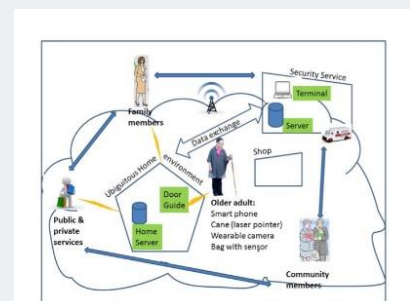 Security Service
Terminal
Family
members
Data exchange
Server
Ubiquitous Home environment
Shop
Door
Guide
Older adult:
Smart phone
Cane (laser pointer)
Wearable camera
Bag with sensor
Public &
private
services
Home
Server
Community
members